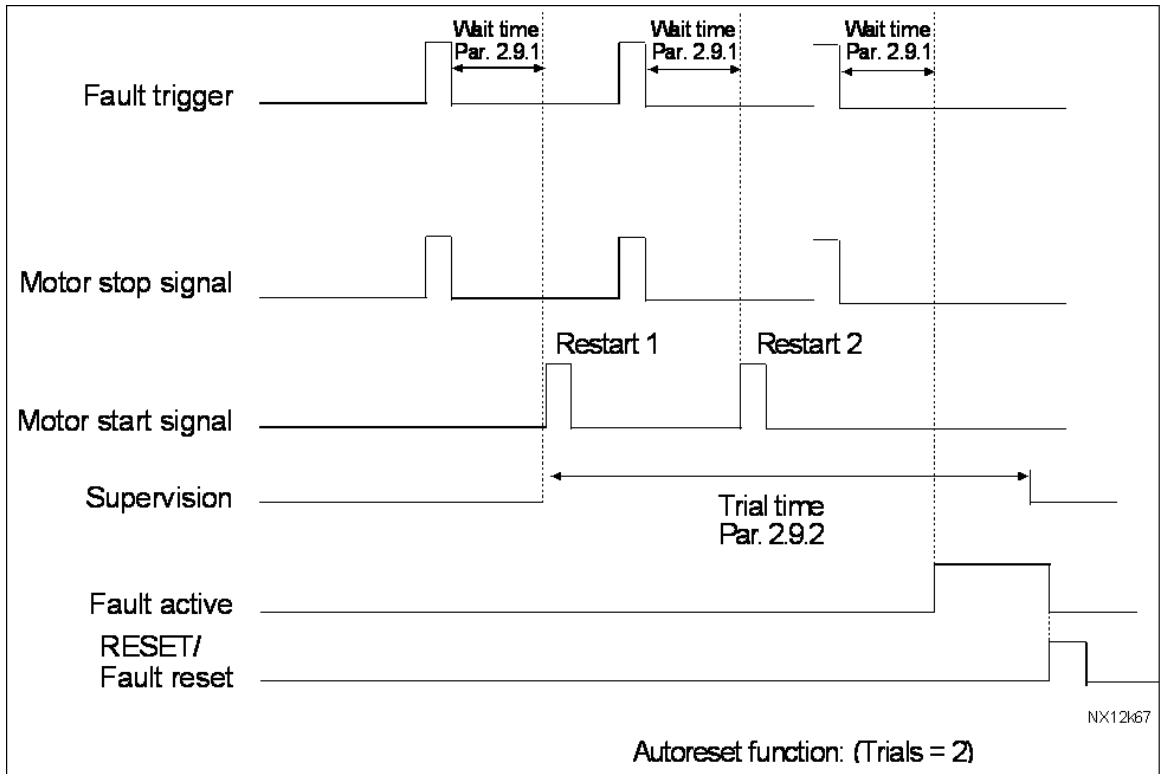 Wait time
Par. 2.9.1
Wait time
Par. 2.9.1
Wait time
Par. 2.9.1
Fault trigger
Motor stop signal
Restart 1
Restart 2
Motor start signal
Supervision
Trial time
Par. 2.9.2
Fault active
RESET/
Fault reset
NX12k67
Autoreset function: (Trials = 2)